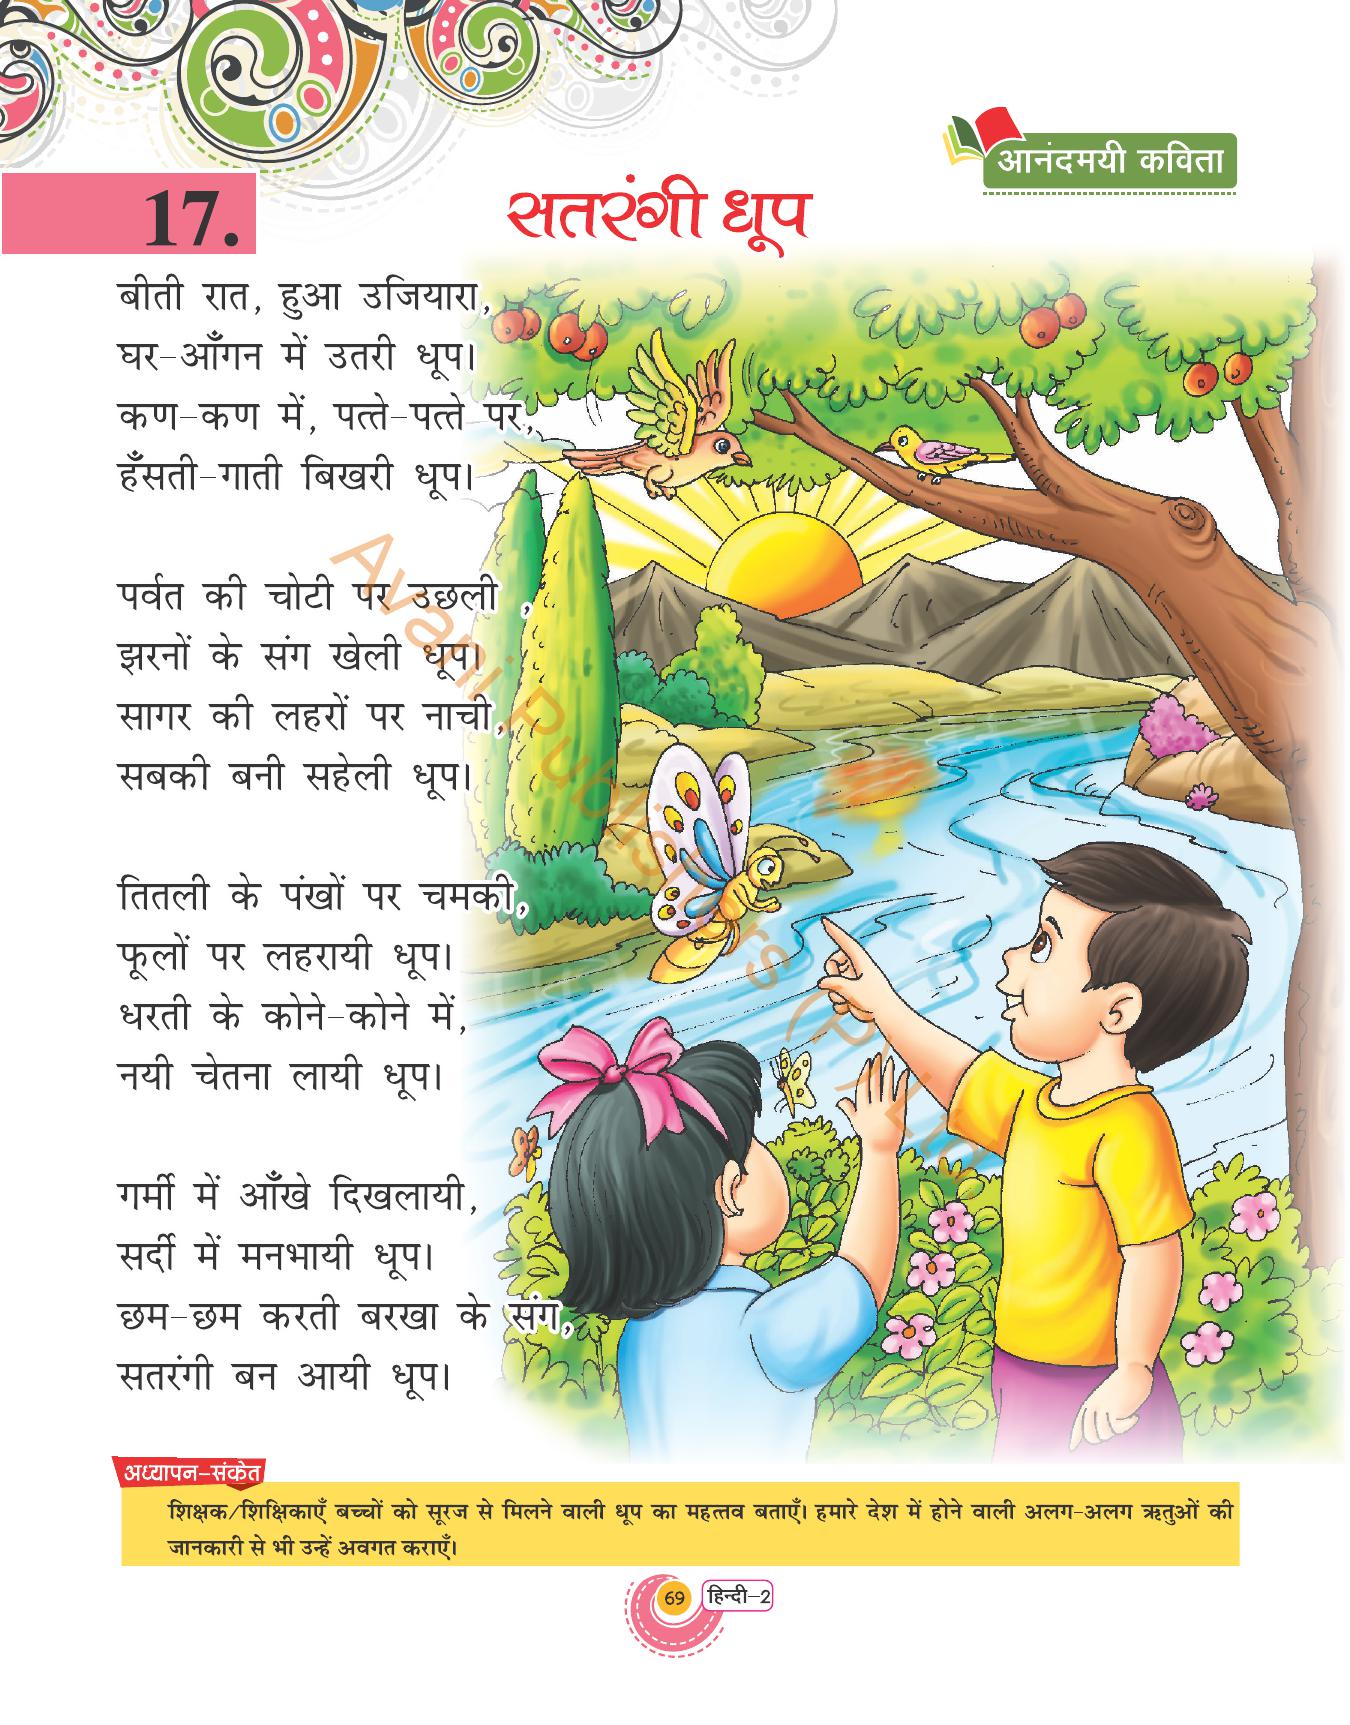 आनंदमयी कविता
17.
सतरंगी धूप
बीती रात, हुआ उजियारा,
घर-आँगन में उतरी धूप।
कण-कण में, पत्ते-पत्ते पर,
हँसती-गाती बिखरी धूप।
पर्वत की चोटी पर उछली ,
झरनों के संग खेली धूप।
सागर की लहरों पर नाची,
सबकी बनी सहेली धूप।
तितली के पंखों पर चमकी,
फूलों पर लहरायी धूप।
धरती के कोने-कोने में,
नयी चेतना लायी धूप।
गर्मी में आँखे दिखलायी,
सर्दी में मनभायी धूप।
छम-छम करती बरखा के संग,
सतरंगी बन आयी धूप।
Avani Publishers (P) Ltd.
अध्यापन-संकेत
शिक्षक/शिक्षिकाएँ बच्चों को सूरज से मिलने वाली धूप का महत्तव बताएँ। हमारे देश में होने वाली अलग-अलग ऋतुओं की
जानकारी से भी उन्हें अवगत कराएँ।
69
हिन्दी-2